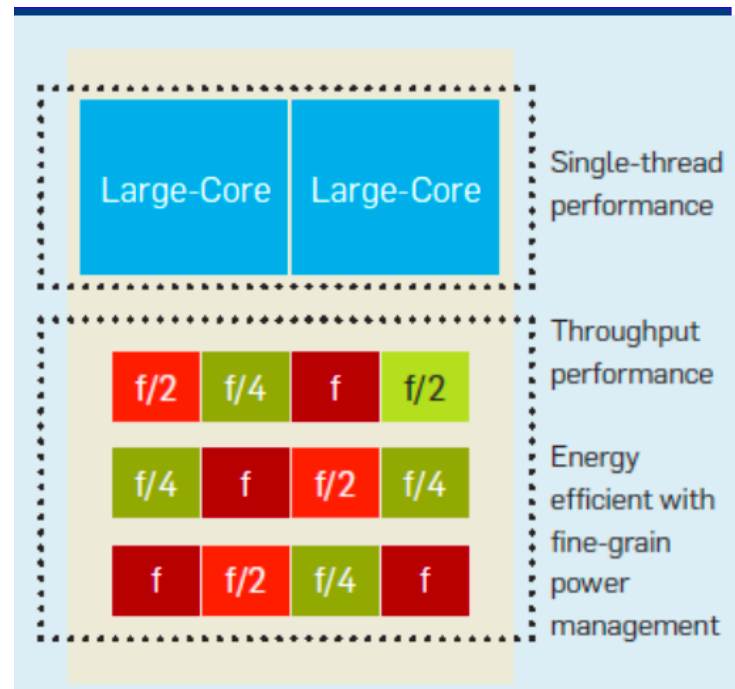 Large-Core Large-Core
Single-thread
performance
Throughput
performance
f/2 f/4 f f/2
Energy
efficient with
fine-grain
power
management
f/4 f f/2 f/4
f f/2 f/4 f